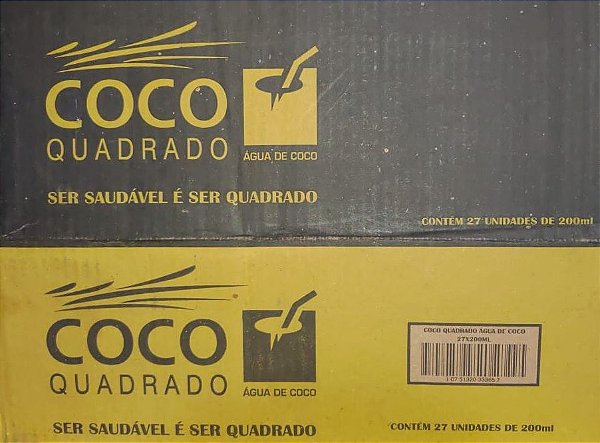 COCO
QUADRADO
ÁGUA DE COCO
SER SAUDÁVEL É SER QUADRADO
CONTÉM 27 UNIDADES DE 200ml
COCO
QUADRADO
ÁGUA DE COCO
COCO QUADRADO ÁGUA DE COCO
27X200ML
SER SAUDÁVEL É SER QUADRADO
CONTÉM 27 UNIDADES DE 200ml